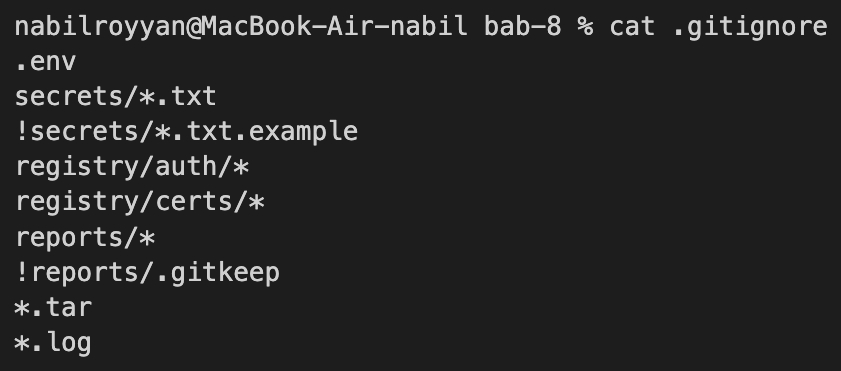 nabilroyyan@MacBook-Air-nabil bab-8 % cat .gitignore
.env
secrets/*.txt
!secrets/*.txt.example
registry/auth/*
registry/certs/*
reports/*
!reports/.gitkeep
*.tar
*.log